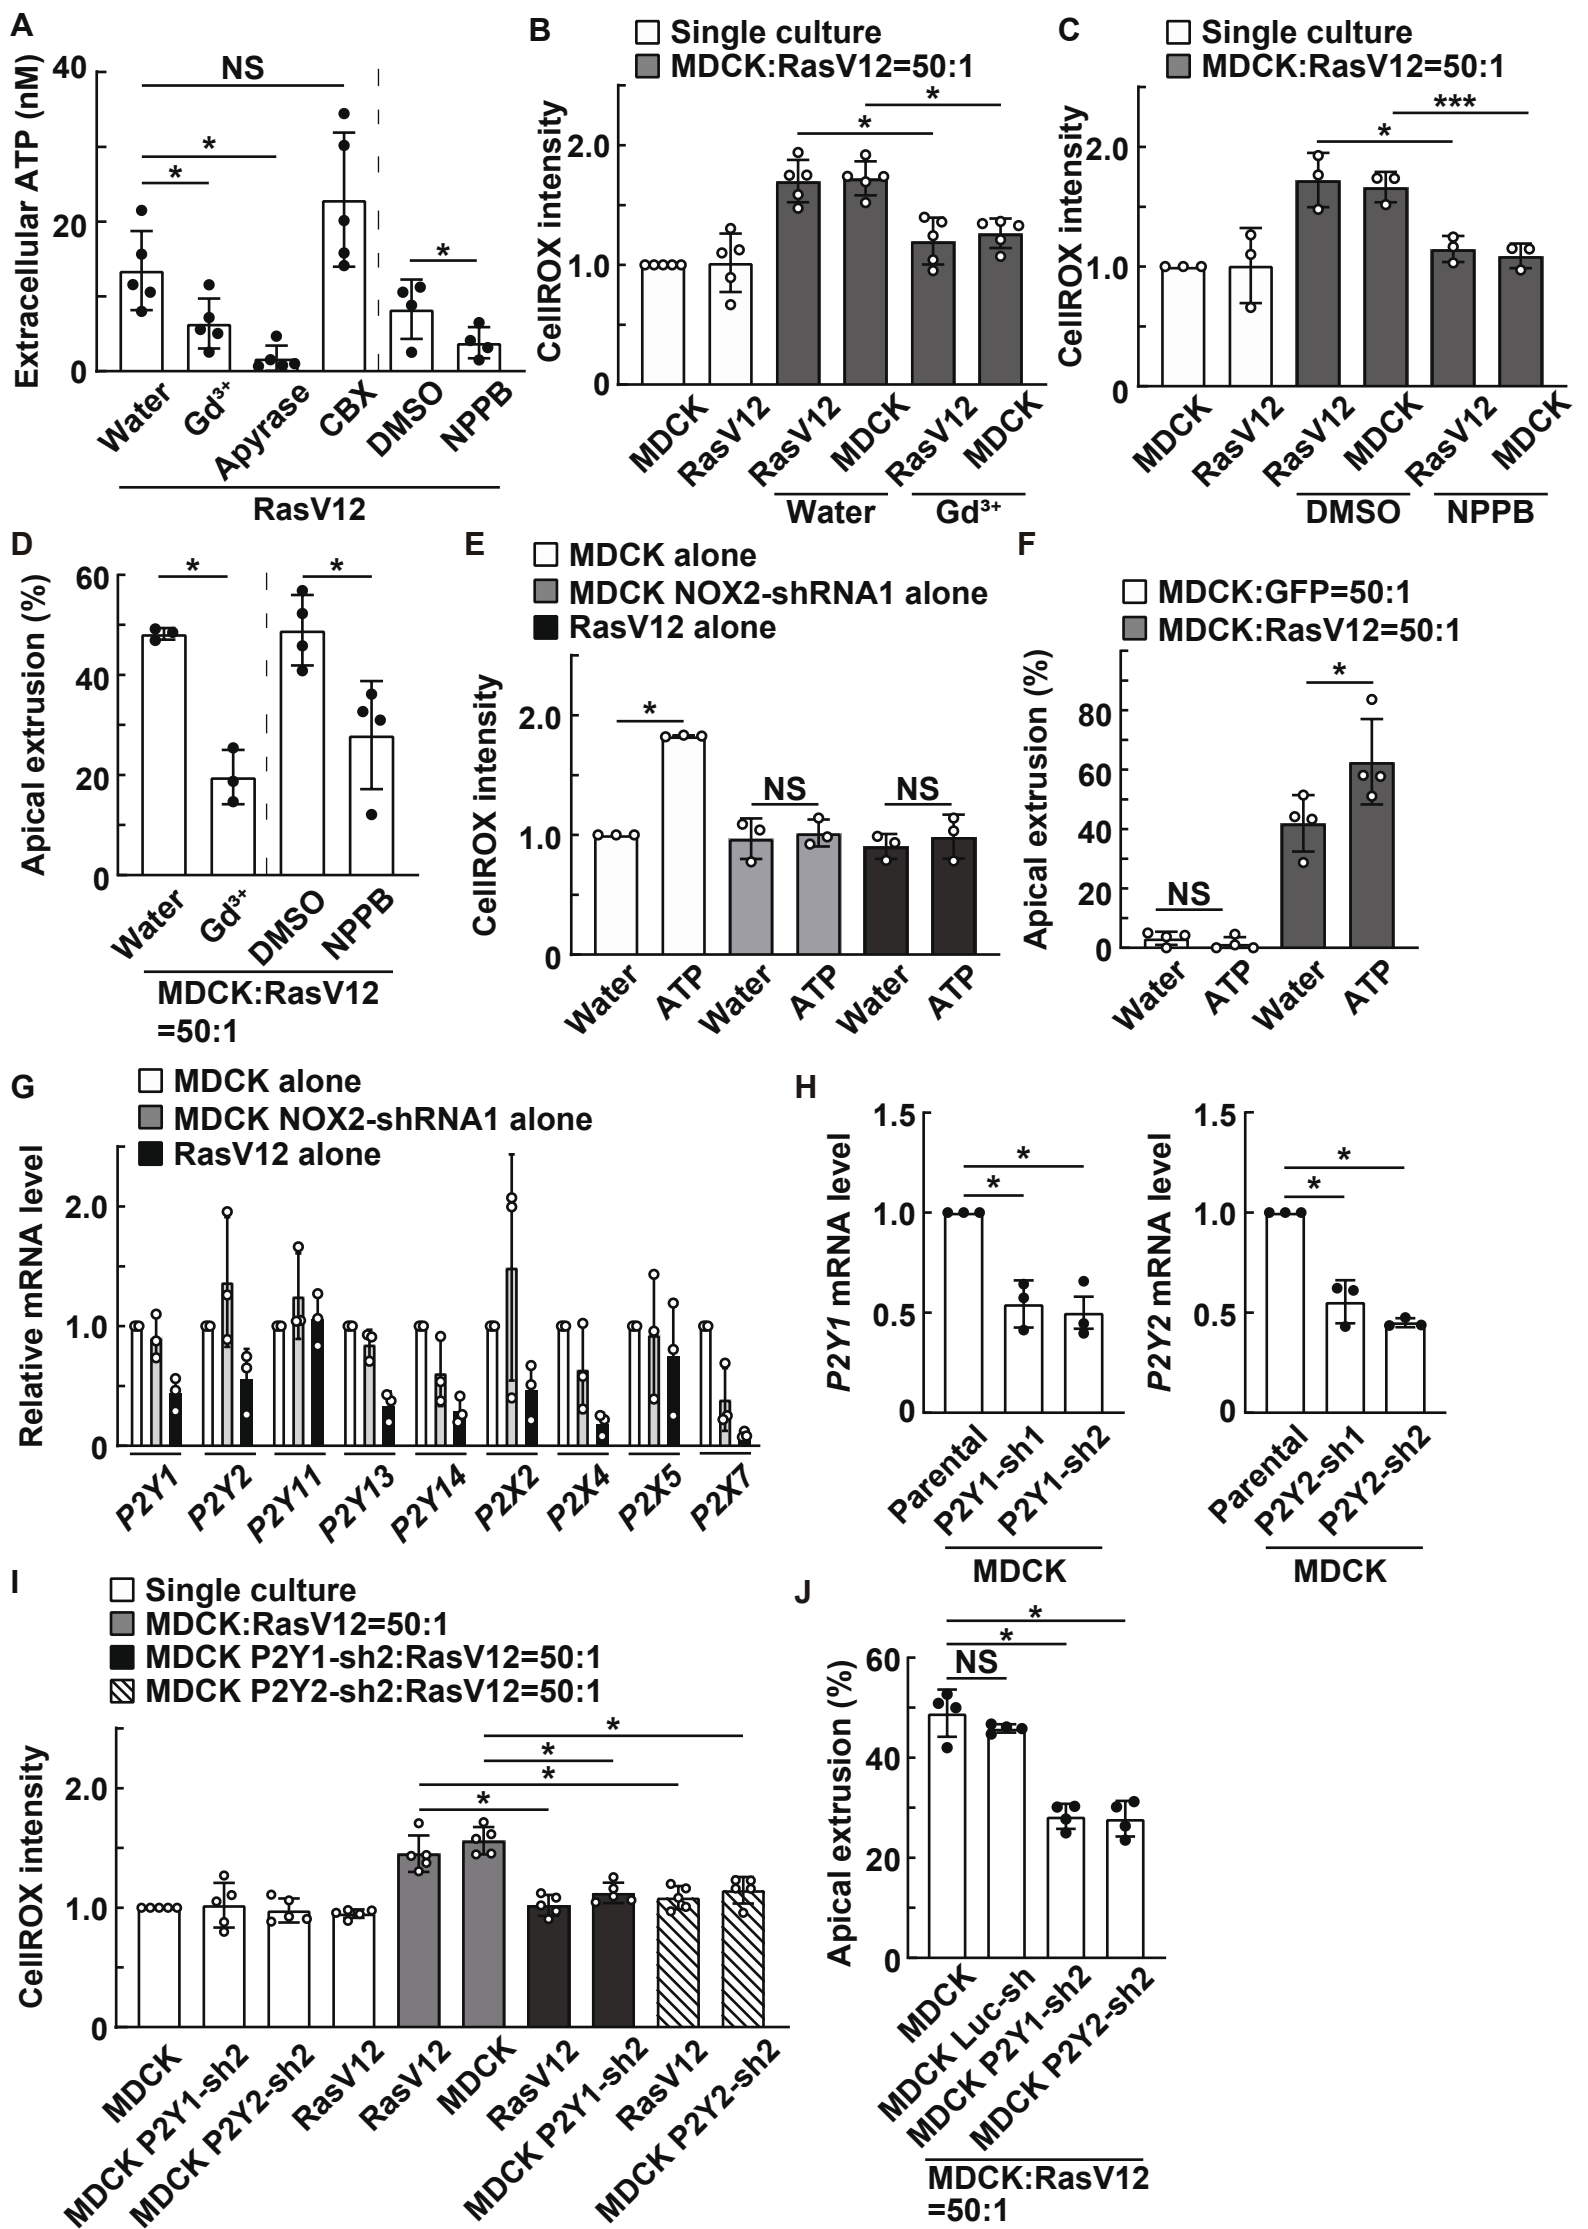 A
Extracellular ATP (nM)
40
20
0
NS
*
*
*
Water
Gd³⁺
Apyrase
CBX
DMSO
NPPB
RasV12
B
Single culture
MDCK:RasV12=50:1
CellROX intensity
2.0
1.0
0
*
*
MDCK
RasV12
RasV12
MDCK
RasV12
MDCK
Water
Gd³⁺
C
Single culture
MDCK:RasV12=50:1
CellROX intensity
2.0
1.0
0
***
*
MDCK
RasV12
RasV12
MDCK
RasV12
MDCK
DMSO
NPPB
D
Apical extrusion (%)
60
40
20
0
*
*
Water
Gd³⁺
DMSO
NPPB
MDCK:RasV12
=50:1
E
MDCK alone
MDCK NOX2-shRNA1 alone
RasV12 alone
CellROX intensity
2.0
1.0
0
*
NS
NS
Water
ATP
Water
ATP
Water
ATP
F
MDCK:GFP=50:1
MDCK:RasV12=50:1
Apical extrusion (%)
80
60
40
20
0
NS
*
Water
ATP
Water
ATP
G
MDCK alone
MDCK NOX2-shRNA1 alone
RasV12 alone
Relative mRNA level
2.0
1.0
0
P2Y1
P2Y2
P2Y11
P2Y13
P2Y14
P2X2
P2X4
P2X5
P2X7
H
P2Y1 mRNA level
1.5
1.0
0.5
0
*
*
Parental
P2Y1-sh1
P2Y1-sh2
MDCK
P2Y2 mRNA level
1.5
1.0
0.5
0
*
*
Parental
P2Y2-sh1
P2Y2-sh2
MDCK
I
Single culture
MDCK:RasV12=50:1
MDCK P2Y1-sh2:RasV12=50:1
MDCK P2Y2-sh2:RasV12=50:1
CellROX intensity
2.0
1.0
0
*
*
*
*
MDCK
MDCK P2Y1-sh2
MDCK P2Y2-sh2
RasV12
RasV12
MDCK
RasV12
MDCK P2Y1-sh2
RasV12
MDCK P2Y2-sh2
J
Apical extrusion (%)
60
40
20
0
*
*
NS
MDCK
MDCK Luc-sh
MDCK P2Y1-sh2
MDCK P2Y2-sh2
MDCK:RasV12
=50:1